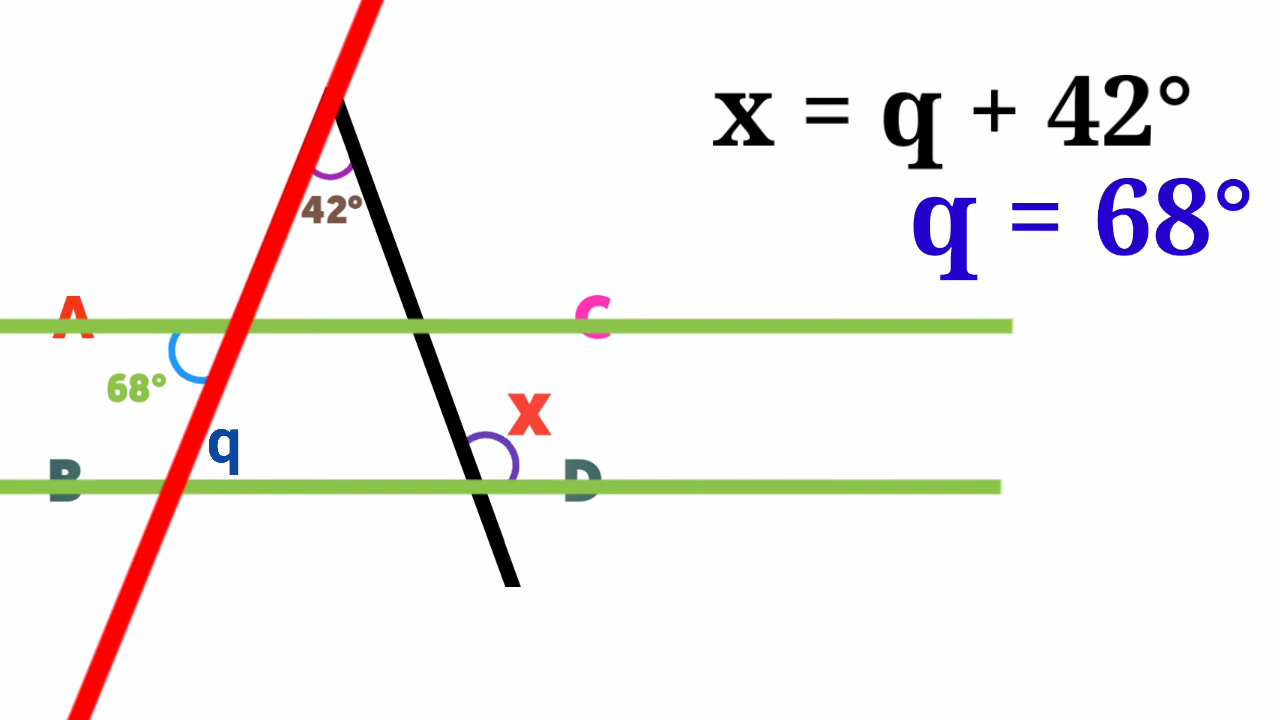 x = q + 42°
q = 68°
42°
A
C
68°
x
q
B
D